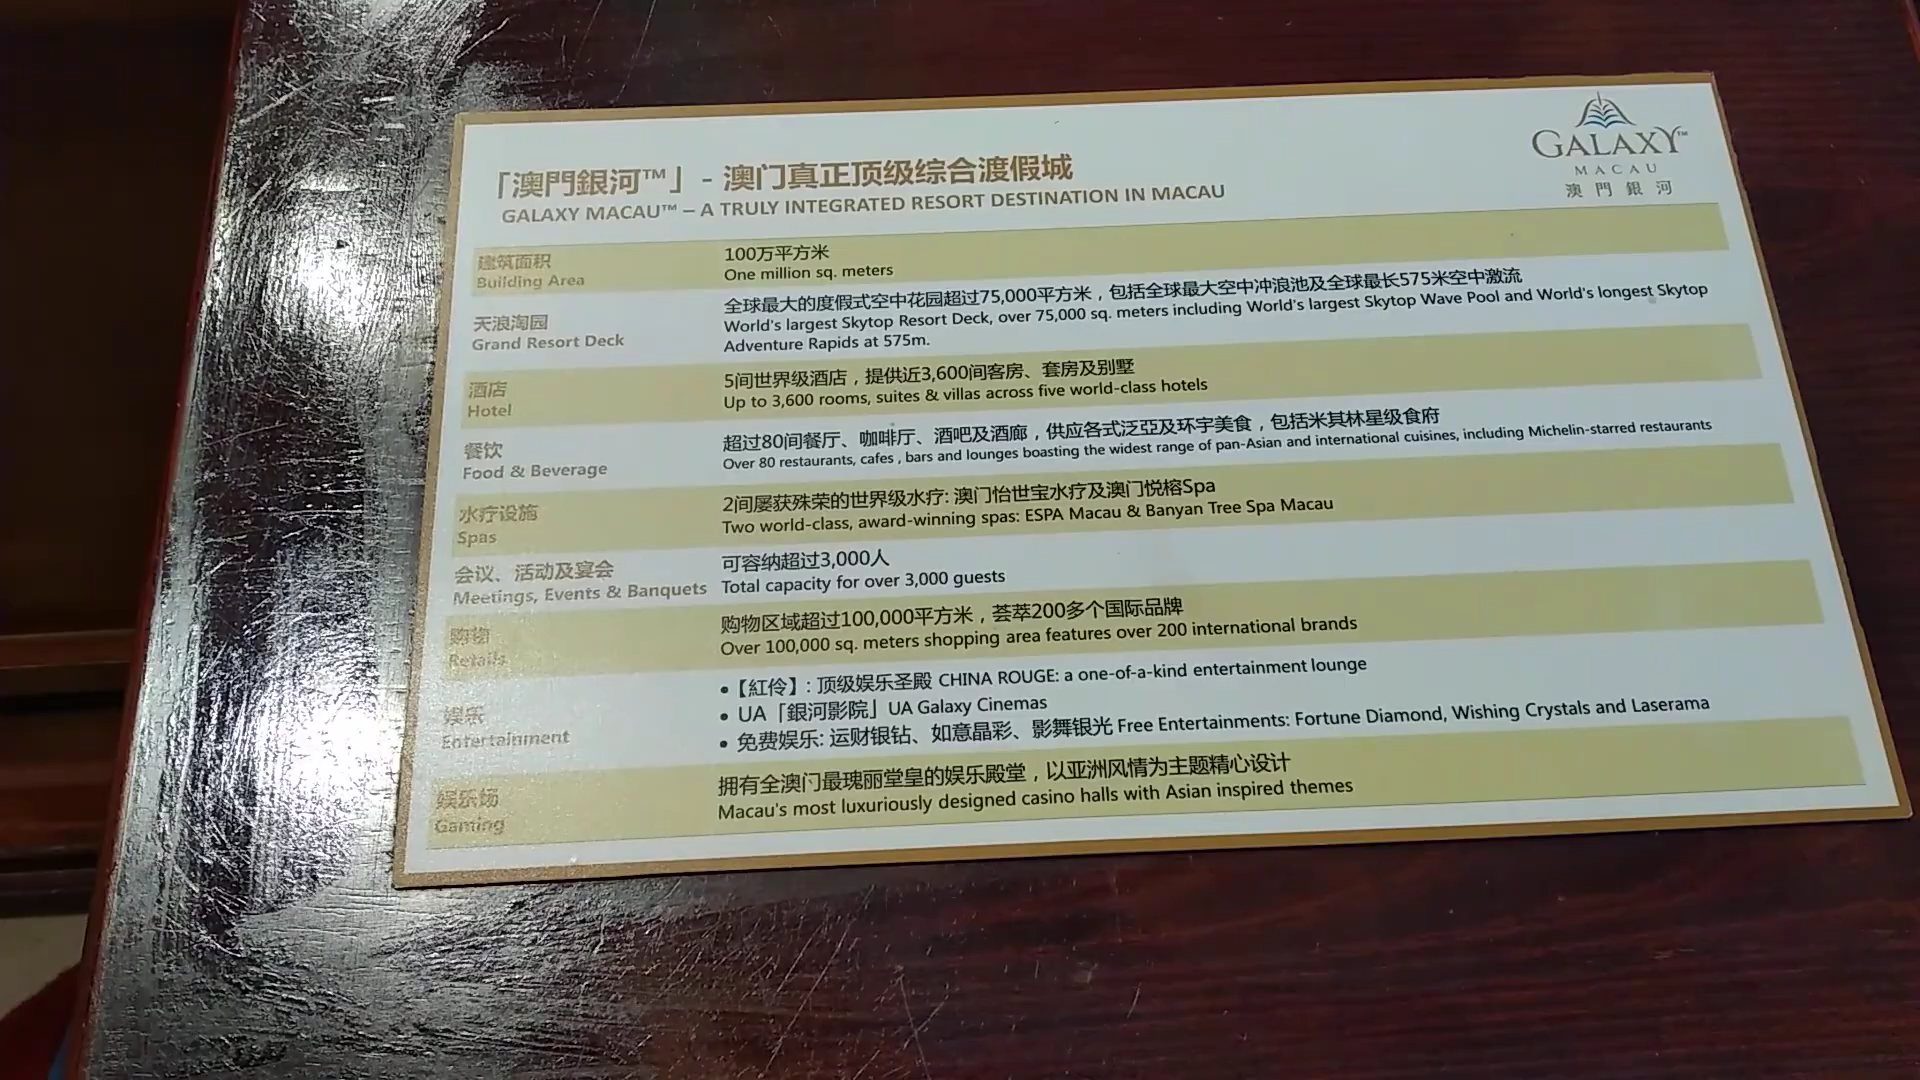 GALAXY™
MACAU
澳門銀河
「澳門銀河™」- 澳门真正顶级综合渡假城
GALAXY MACAU™ – A TRULY INTEGRATED RESORT DESTINATION IN MACAU
建筑面积
Building Area
100万平方米
One million sq. meters
天浪淘园
Grand Resort Deck
全球最大的度假式空中花园超过75,000平方米，包括全球最大空中冲浪池及全球最长575米空中激流
World's largest Skytop Resort Deck, over 75,000 sq. meters including World's largest Skytop Wave Pool and World's longest Skytop
Adventure Rapids at 575m.
酒店
Hotel
5间世界级酒店，提供近3,600间客房、套房及别墅
Up to 3,600 rooms, suites & villas across five world-class hotels
餐饮
Food & Beverage
超过80间餐厅、咖啡厅、酒吧及酒廊，供应各式泛亞及环宇美食，包括米其林星级食府
Over 80 restaurants, cafes , bars and lounges boasting the widest range of pan-Asian and international cuisines, including Michelin-starred restaurants
水疗设施
Spas
2间屡获殊荣的世界级水疗: 澳门怡世宝水疗及澳门悦榕Spa
Two world-class, award-winning spas: ESPA Macau & Banyan Tree Spa Macau
会议、活动及宴会
Meetings, Events & Banquets
可容纳超过3,000人
Total capacity for over 3,000 guests
购物
Retails
购物区域超过100,000平方米，荟萃200多个国际品牌
Over 100,000 sq. meters shopping area features over 200 international brands
娱乐
Entertainment
•【紅伶】: 顶级娱乐圣殿 CHINA ROUGE: a one-of-a-kind entertainment lounge
• UA「銀河影院」UA Galaxy Cinemas
• 免费娱乐: 运财银钻、如意晶彩、影舞银光 Free Entertainments: Fortune Diamond, Wishing Crystals and Laserama
娱乐场
Gaming
拥有全澳门最瑰丽堂皇的娱乐殿堂，以亚洲风情为主题精心设计
Macau's most luxuriously designed casino halls with Asian inspired themes